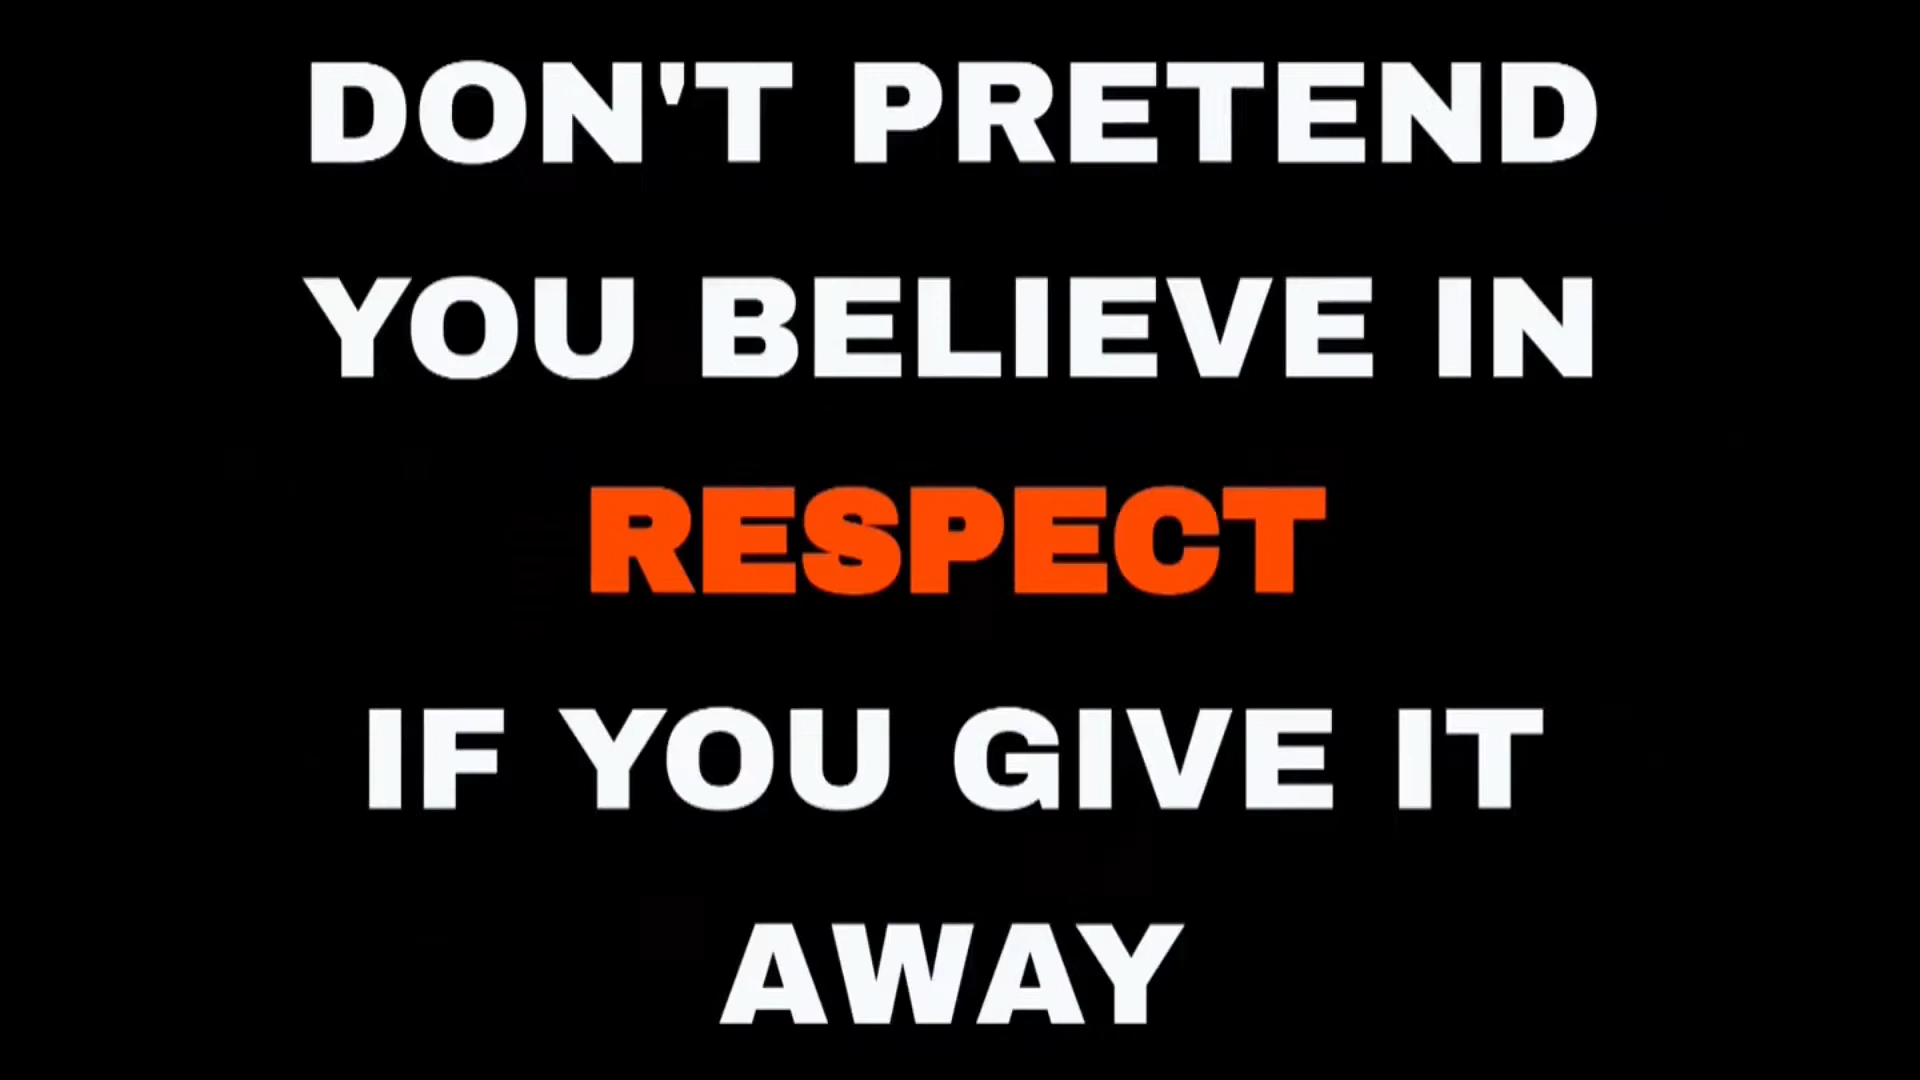 DON'T PRETEND
YOU BELIEVE IN
RESPECT
IF YOU GIVE IT
AWAY